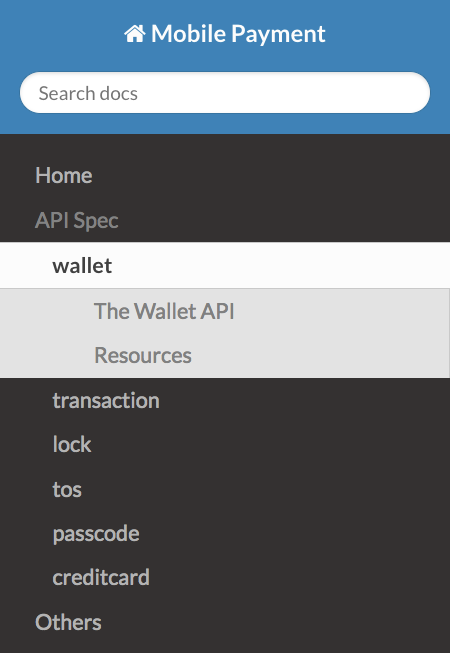 Mobile Payment
Search docs
Home
API Spec
wallet
The Wallet API
Resources
transaction
lock
tos
passcode
creditcard
Others